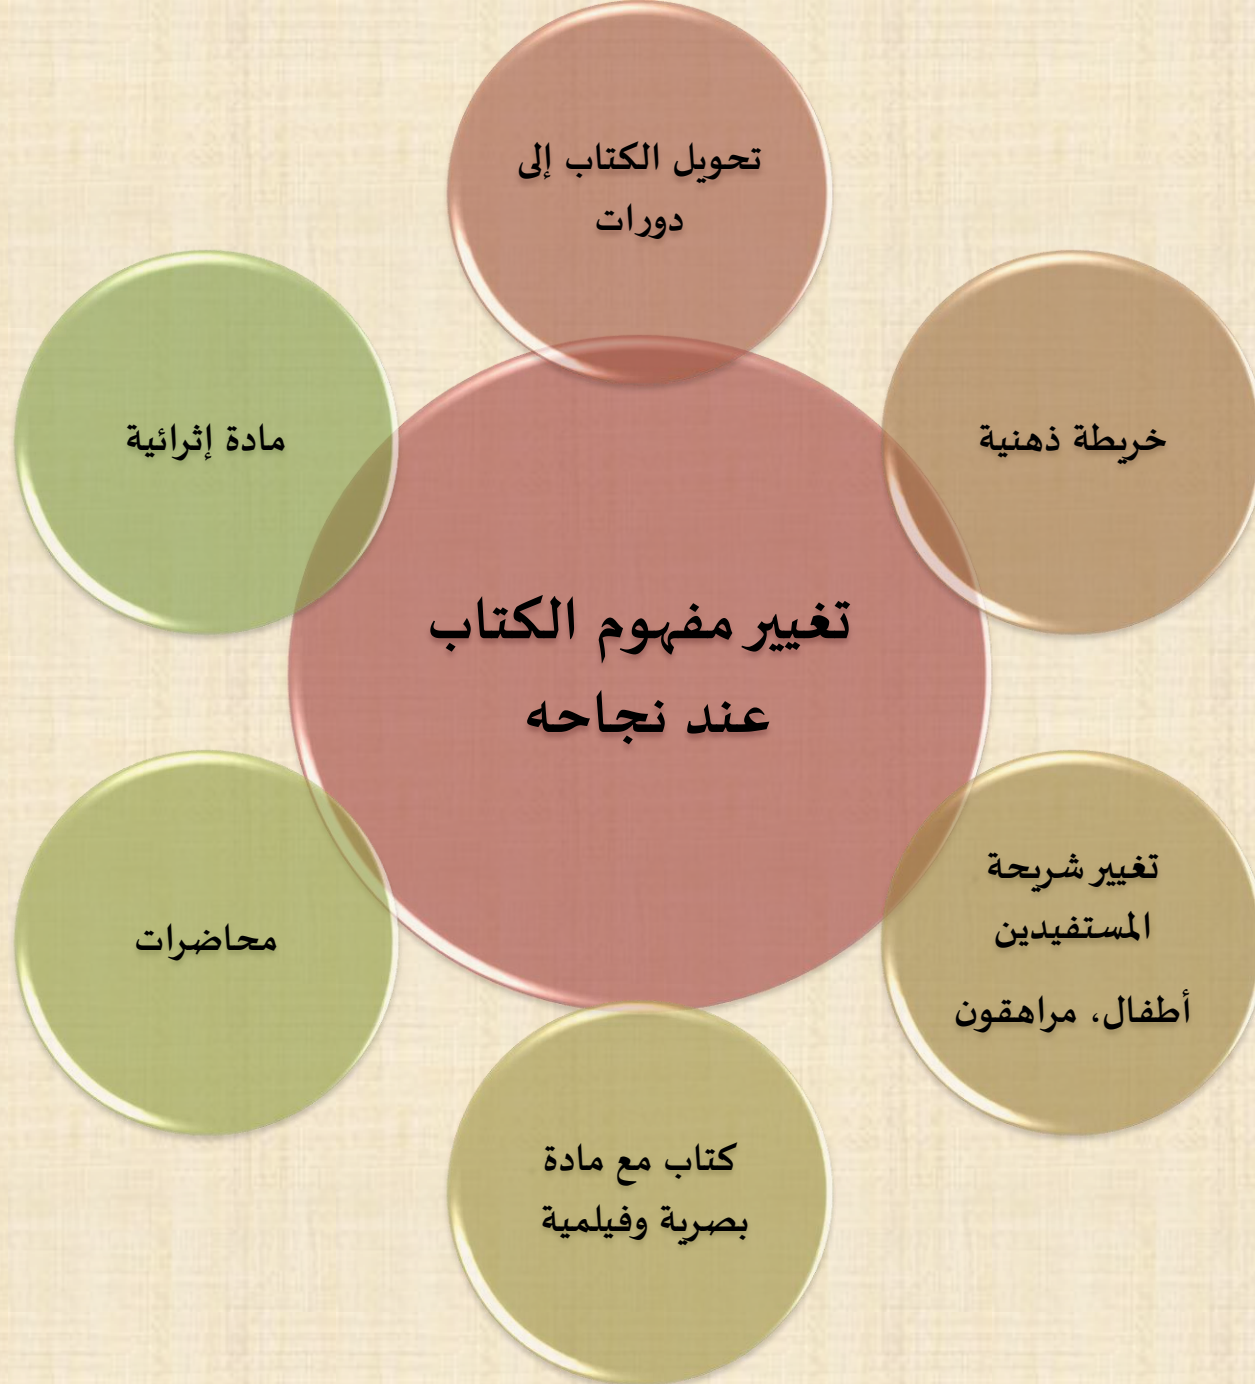 تحويل الكتاب إلى
دورات
خريطة ذهنية
مادة إثرائية
تغيير مفهوم الكتاب
عند نجاحه
تغيير شريحة
المستفيدين
أطفال، مراهقون
محاضرات
كتاب مع مادة
بصرية وفيلمية